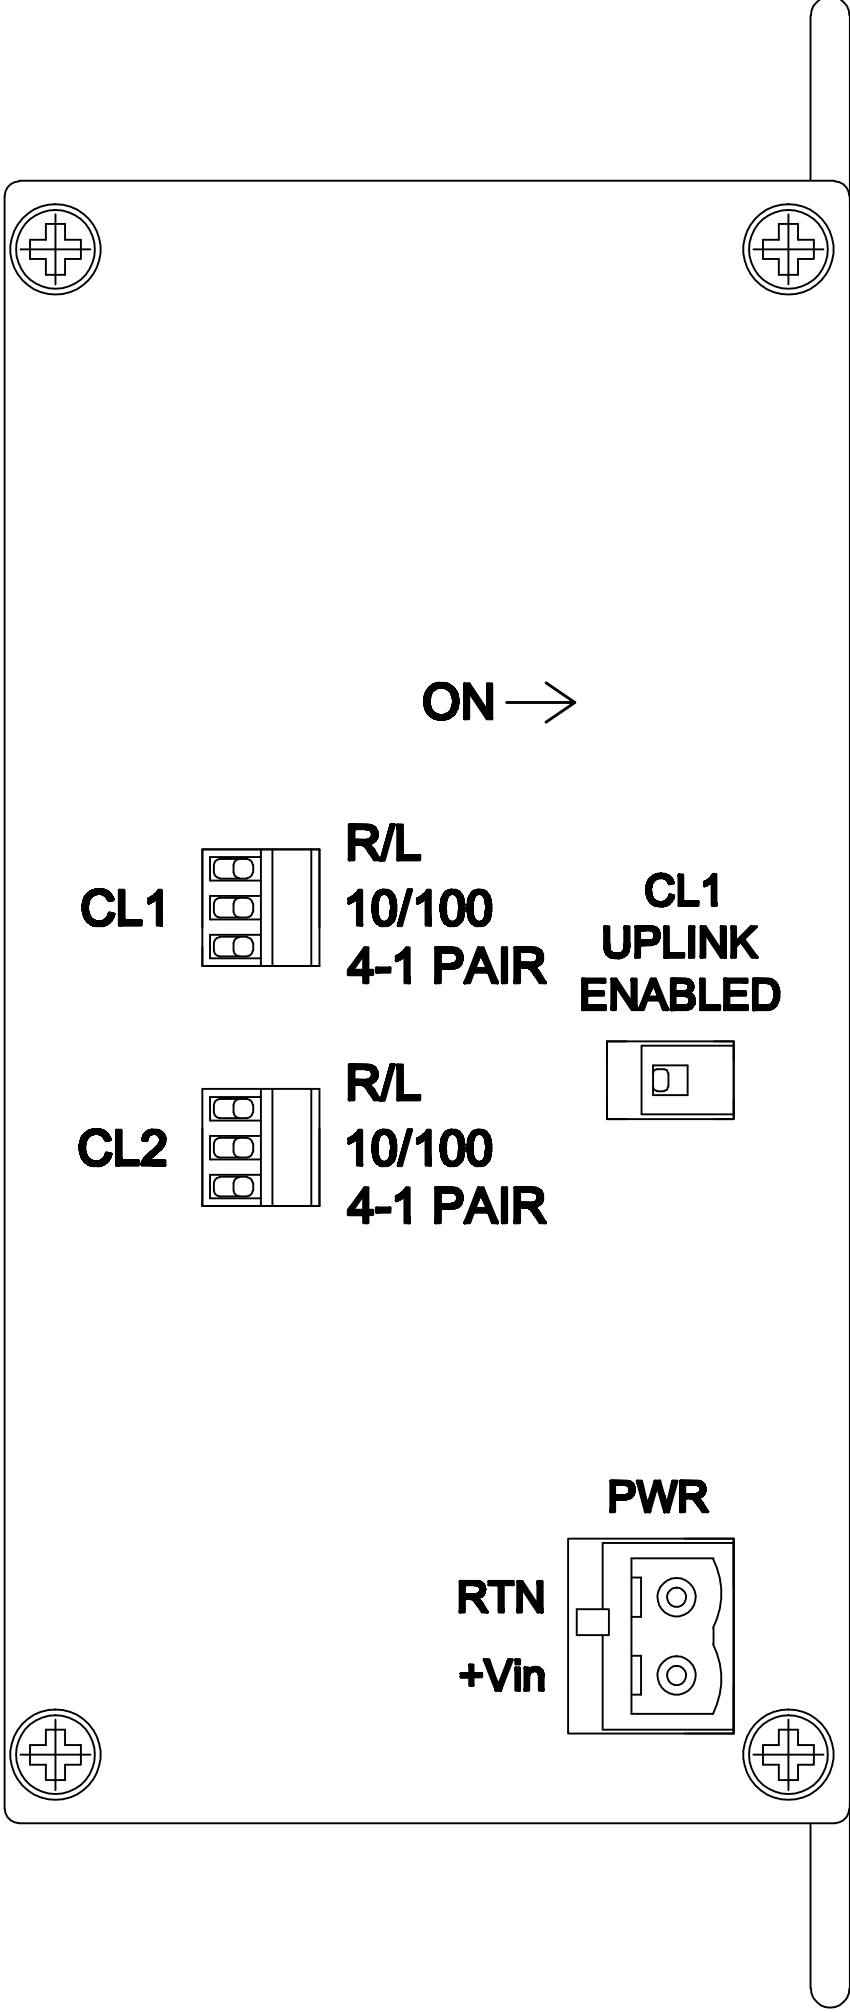 ON
CL1
R/L
10/100
4-1 PAIR
CL1
UPLINK
ENABLED
CL2
R/L
10/100
4-1 PAIR
PWR
RTN
+Vin